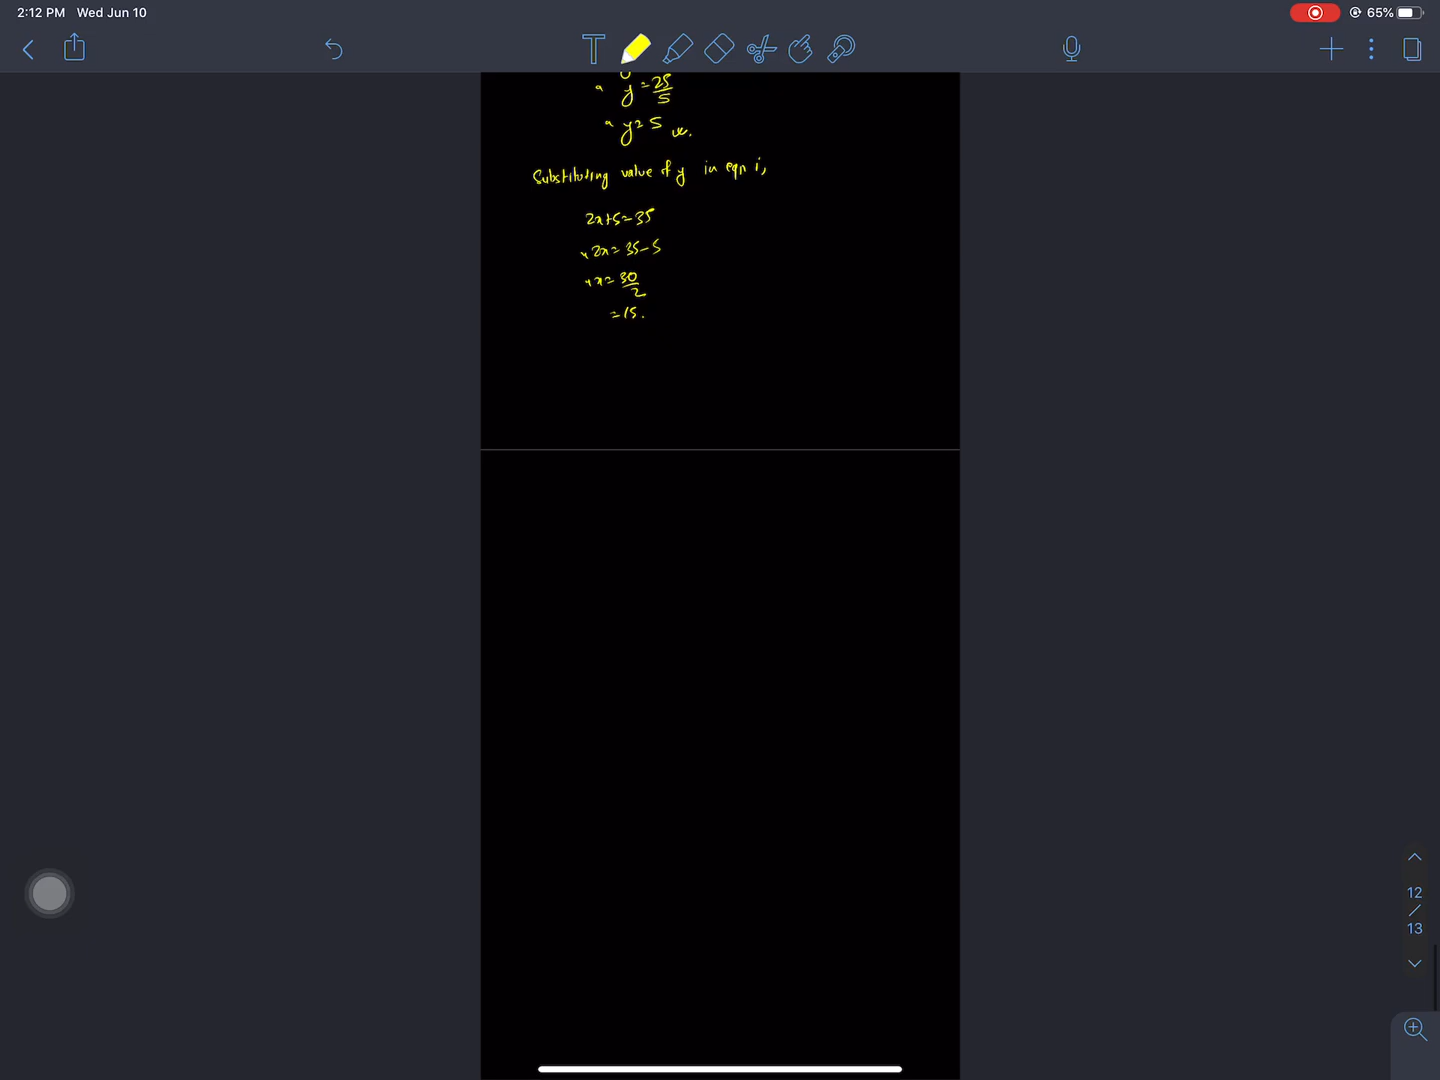 2:12 PM Wed Jun 10
65%
y = 25/5
y = 5
Substituting value of y in eqn i,
2x+5=35
2x = 35-5
x = 30/2
=15.
12
/
13